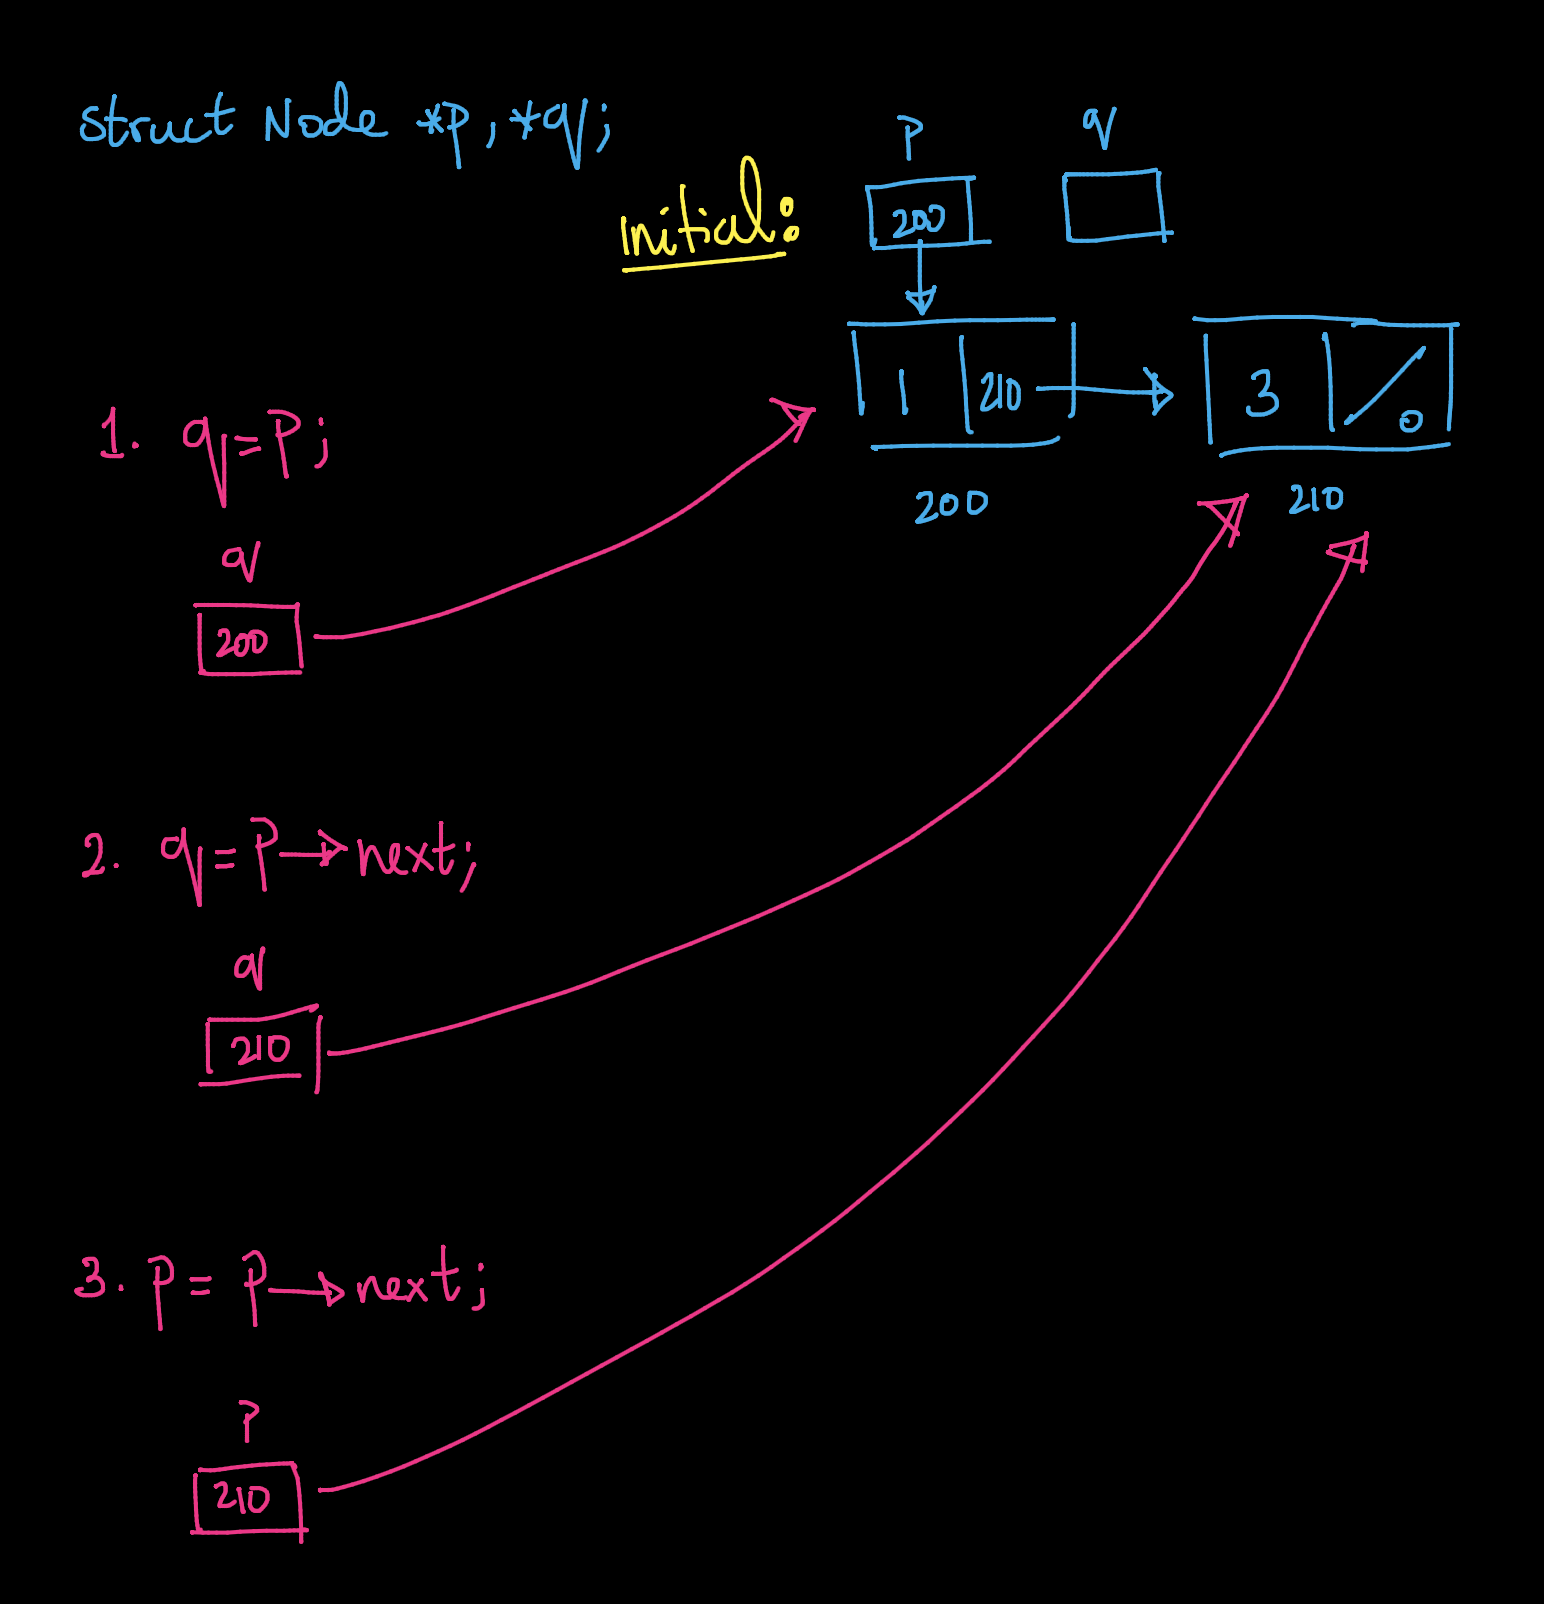 struct Node *p, *q;
initial:
p q
200
1 210 3 0
200 210
1. q=p;
q
200
2. q=p→next;
q
210
3. p= p→next;
p
210